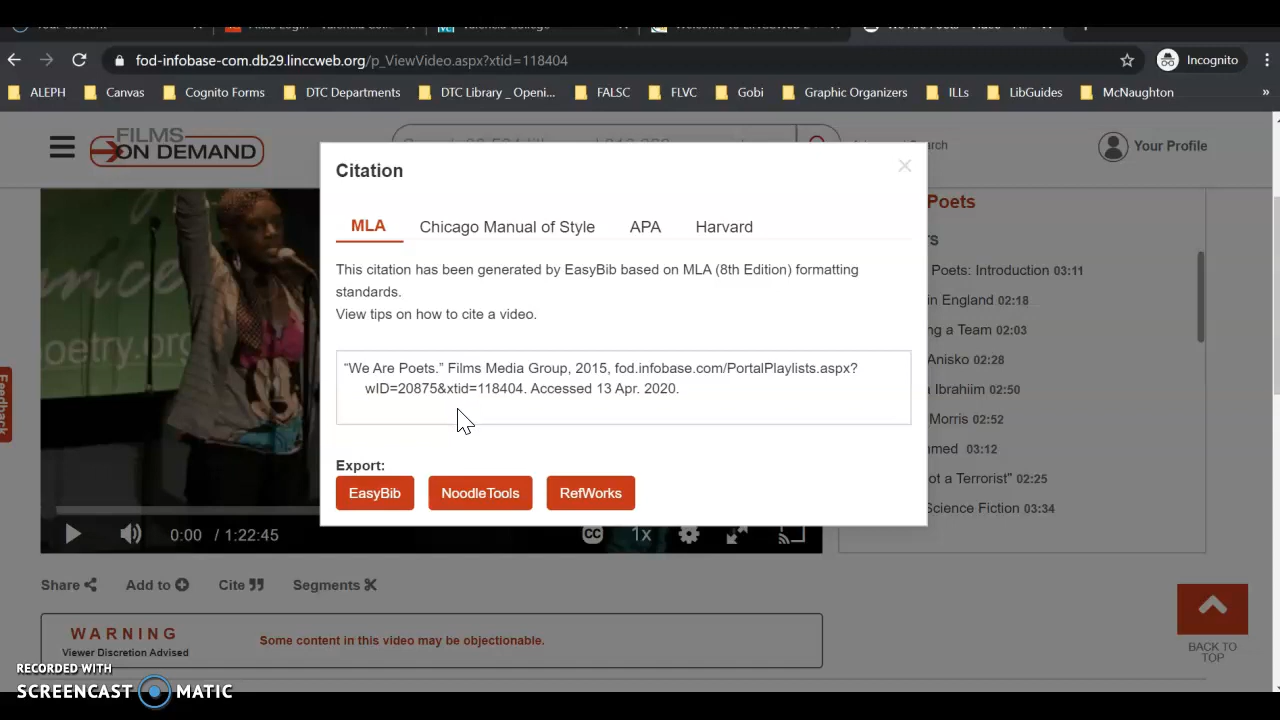 fod-infobase-com.db29.linccweb.org/p_ViewVideo.aspx?xtid=118404
Incognito
ALEPH Canvas Cognito Forms DTC Departments DTC Library _ Openi... FALSC FLVC Gobi Graphic Organizers ILLs LibGuides McNaughton »
FILMS
ON DEMAND
Search
Your Profile
Citation
×
MLA Chicago Manual of Style APA Harvard
This citation has been generated by EasyBib based on MLA (8th Edition) formatting
standards.
View tips on how to cite a video.
“We Are Poets.” Films Media Group, 2015, fod.infobase.com/PortalPlaylists.aspx?
wID=20875&xtid=118404. Accessed 13 Apr. 2020.
Export:
EasyBib NoodleTools RefWorks
Poets
Poets: Introduction 03:11
in England 02:18
ng a Team 02:03
Anisko 02:28
Ibrahiim 02:50
Morris 02:52
med 03:12
ot a Terrorist” 02:25
Science Fiction 03:34
ance
oetry.org
Feedback
0:00 / 1:22:45
CC 1x
Share Add to Cite Segments
WARNING
Viewer Discretion Advised
Some content in this video may be objectionable.
BACK TO
TOP
RECORDED WITH
SCREENCAST MATIC